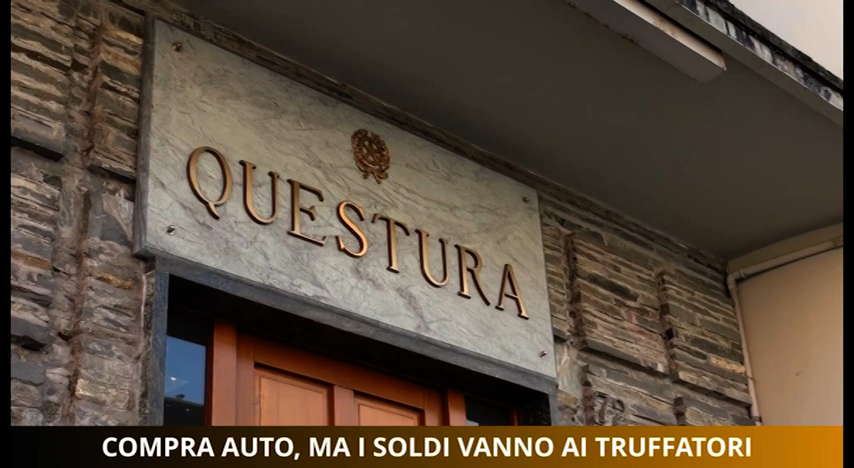 QUESTURA
COMPRA AUTO, MA I SOLDI VANNO AI TRUFFATORI